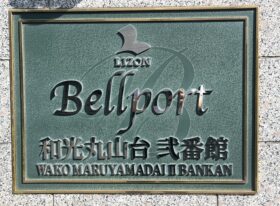 LIZON
Bellport
和光丸山台 弐番館
WAKO MARUYAMADAI Ⅱ BANKAN